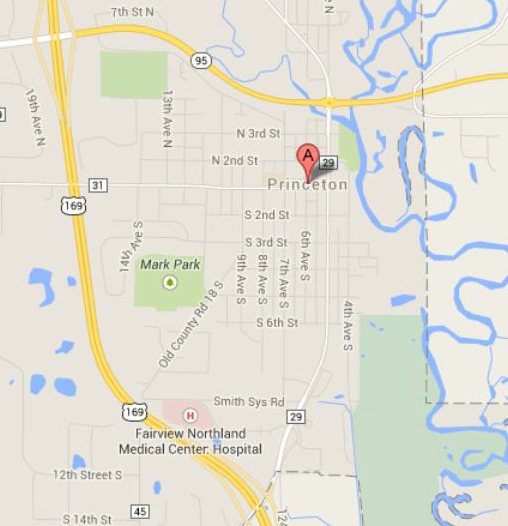 7th St N
95
19th Ave N
13th Ave N
N 3rd St
N 2nd St
A
29
31
Princeton
169
S 2nd St
14th Ave S
S 3rd St
6th Ave S
Mark Park
9th Ave S
8th Ave S
7th Ave S
Old County Rd 18 S
4th Ave S
S 6th St
Smith Sys Rd
169
H
29
Fairview Northland
Medical Center: Hospital
12th Street S
45
S 14th St